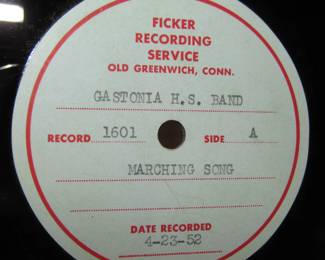 FICKER
RECORDING
SERVICE
OLD GREENWICH, CONN.
GASTONIA H.S. BAND
RECORD 1601 SIDE A
MARCHING SONG
DATE RECORDED
4-23-52